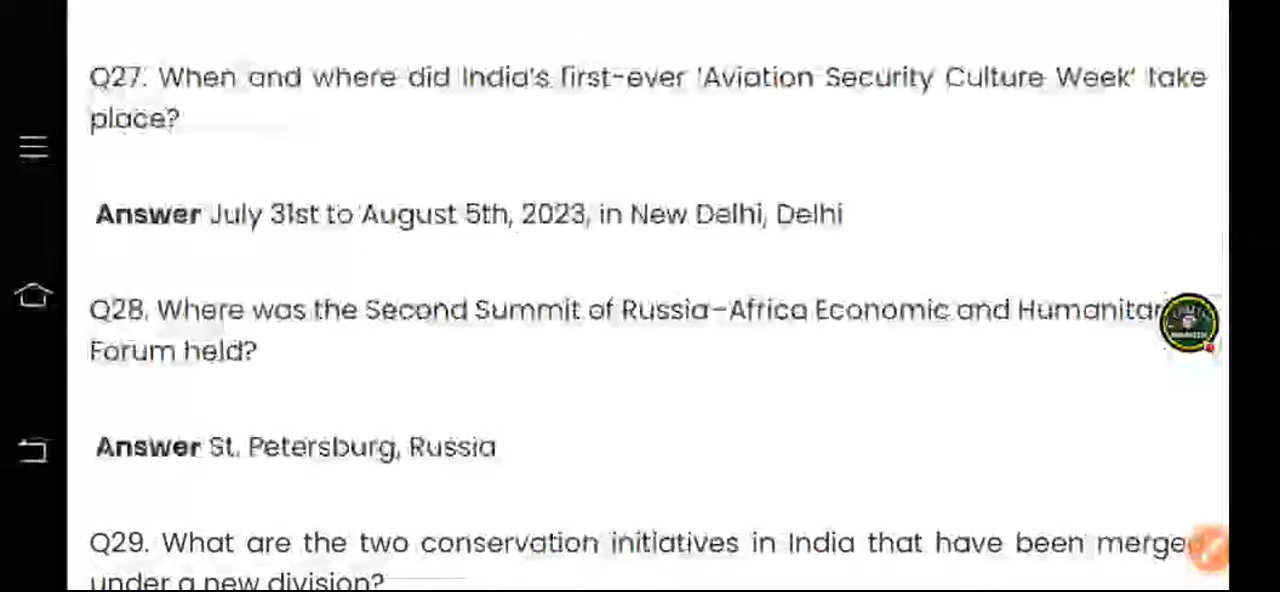 Q27. When and where did India's first-ever 'Aviation Security Culture Week' take
place?
Answer July 31st to August 5th, 2023, in New Delhi, Delhi
Q28. Where was the Second Summit of Russia-Africa Economic and Humanitar
Forum held?
Answer St. Petersburg, Russia
Q29. What are the two conservation initiatives in India that have been merge
under a new division?